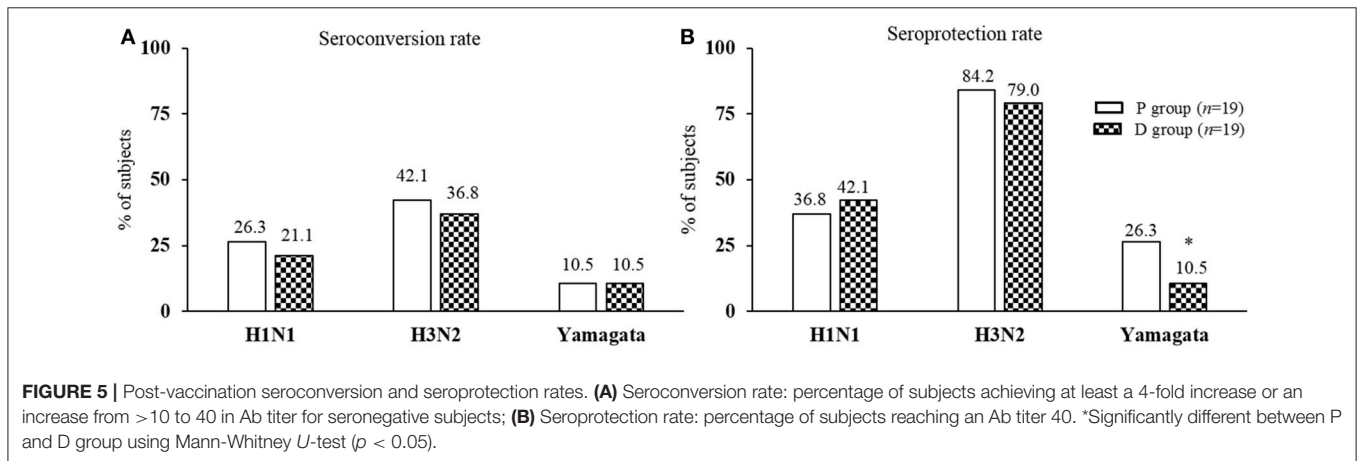 A
Seroconversion rate
100
75
50
25
0
% of subjects
26.3
21.1
42.1
36.8
10.5
10.5
H1N1
H3N2
Yamagata
B
Seroprotection rate
100
75
50
25
0
% of subjects
36.8
42.1
84.2
79.0
26.3
*
10.5
H1N1
H3N2
Yamagata
P group (n=19)
D group (n=19)
FIGURE 5 | Post-vaccination seroconversion and seroprotection rates. (A) Seroconversion rate: percentage of subjects achieving at least a 4-fold increase or an
increase from >10 to 40 in Ab titer for seronegative subjects; (B) Seroprotection rate: percentage of subjects reaching an Ab titer 40. *Significantly different between P
and D group using Mann-Whitney U-test (p < 0.05).